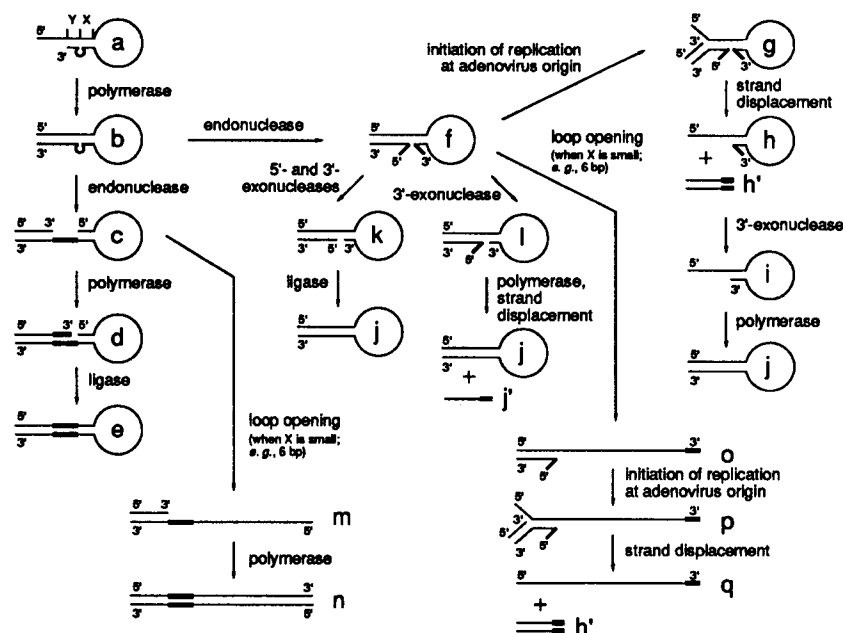 5' Y X
3'
a
polymerase
5'
3'
b
endonuclease
5' 3' 5'
3'
c
polymerase
5' 3' 5'
3'
d
ligase
5'
3'
e
endonuclease
5'
3' 5' 3'
f
5'- and 3'-
exonucleases
5'
3' 5' 3'
k
ligase
5'
3'
j
3'-exonuclease
5'
3' 5' 3'
l
polymerase,
strand
displacement
5'
3'
j
+
j'
initiation of replication
at adenovirus origin
5'
3'
5'
3' 5' 3'
g
strand
displacement
5'
3'
h
+
h'
3'-exonuclease
5'
3'
i
polymerase
5'
3'
j
loop opening
(when X is small;
e. g., 6 bp)
5' 3'
3' 5'
m
polymerase
5' 3'
3' 5'
n
loop opening
(when X is small;
e. g., 6 bp)
5' 3'
3' 5'
o
initiation of replication
at adenovirus origin
5' 3'
3'
5' 5'
3'
p
strand displacement
5' 3'
q
+
h'